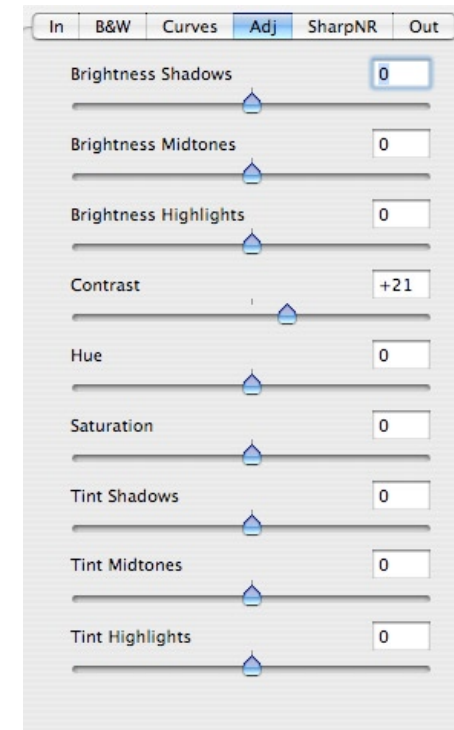 In B&W Curves Adj SharpNR Out
Brightness Shadows 0
Brightness Midtones 0
Brightness Highlights 0
Contrast +21
Hue 0
Saturation 0
Tint Shadows 0
Tint Midtones 0
Tint Highlights 0